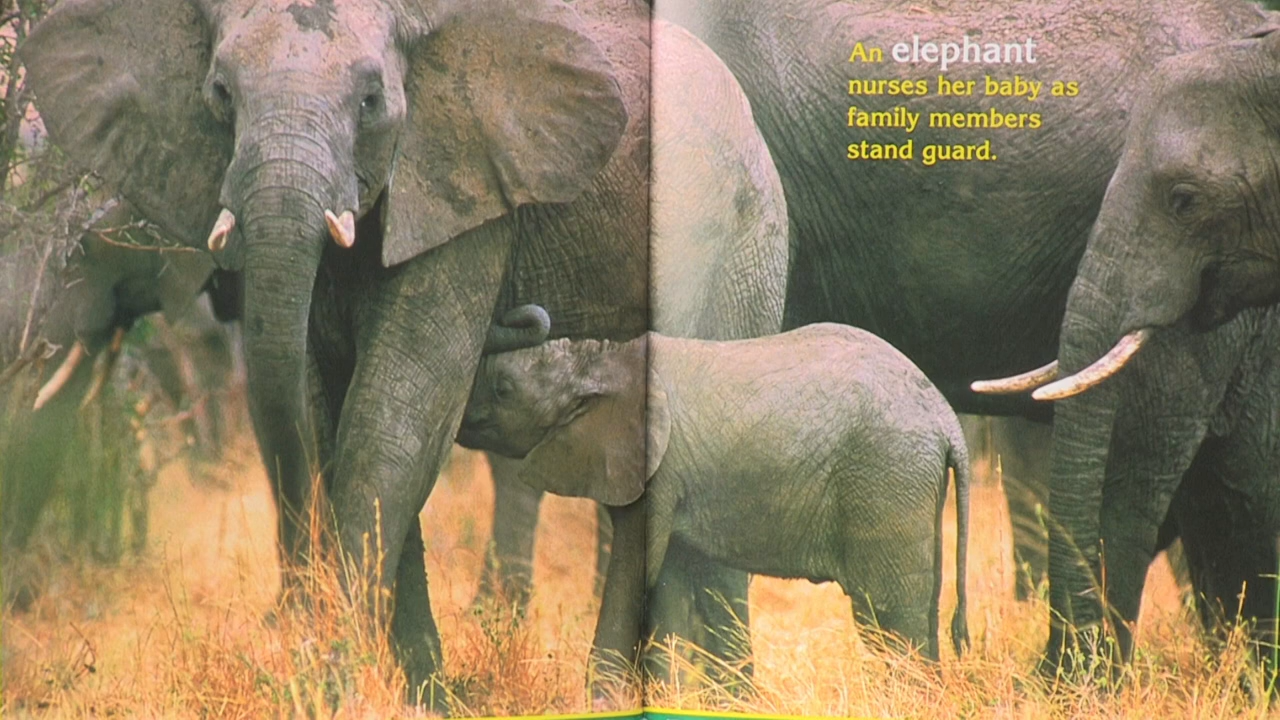 An elephant
nurses her baby as
family members
stand guard.